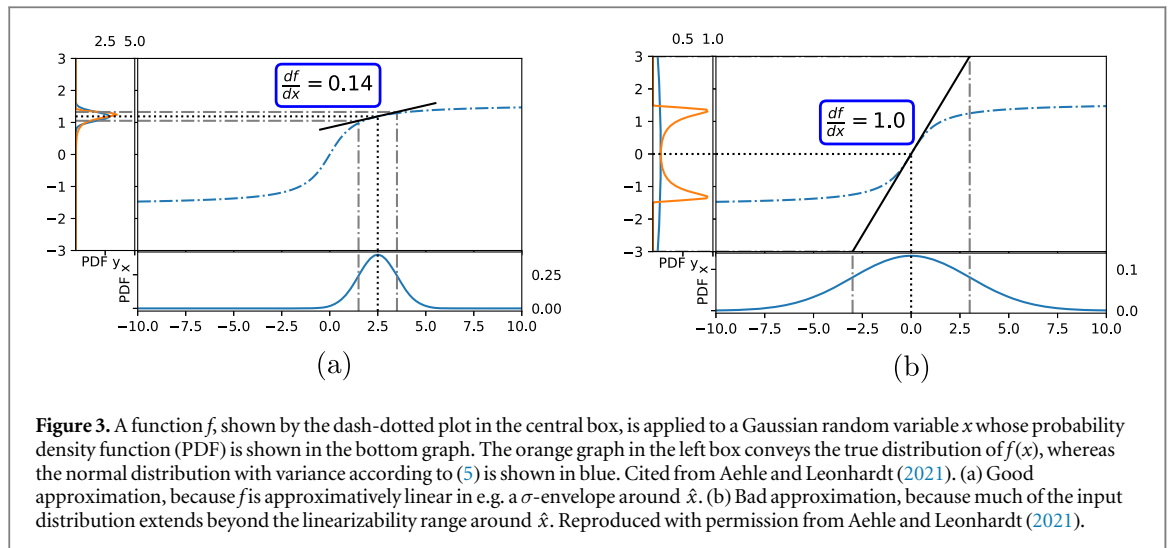 2.5 5.0
3
2
1
0
−1
−2
−3
df/dx = 0.14
PDF y
PDF x
0.25
0.00
−10.0 −7.5 −5.0 −2.5 0.0 2.5 5.0 7.5 10.0
(a)
0.5 1.0
3
2
1
0
−1
−2
−3
df/dx = 1.0
PDF y
PDF x
0.1
0.0
−10.0 −7.5 −5.0 −2.5 0.0 2.5 5.0 7.5 10.0
(b)
Figure 3. A function f, shown by the dash-dotted plot in the central box, is applied to a Gaussian random variable x whose probability
density function (PDF) is shown in the bottom graph. The orange graph in the left box conveys the true distribution of f(x), whereas
the normal distribution with variance according to (5) is shown in blue. Cited from Aehle and Leonhardt (2021). (a) Good
approximation, because f is approximatively linear in e.g. a σ-envelope around x̂. (b) Bad approximation, because much of the input
distribution extends beyond the linearizability range around x̂. Reproduced with permission from Aehle and Leonhardt (2021).